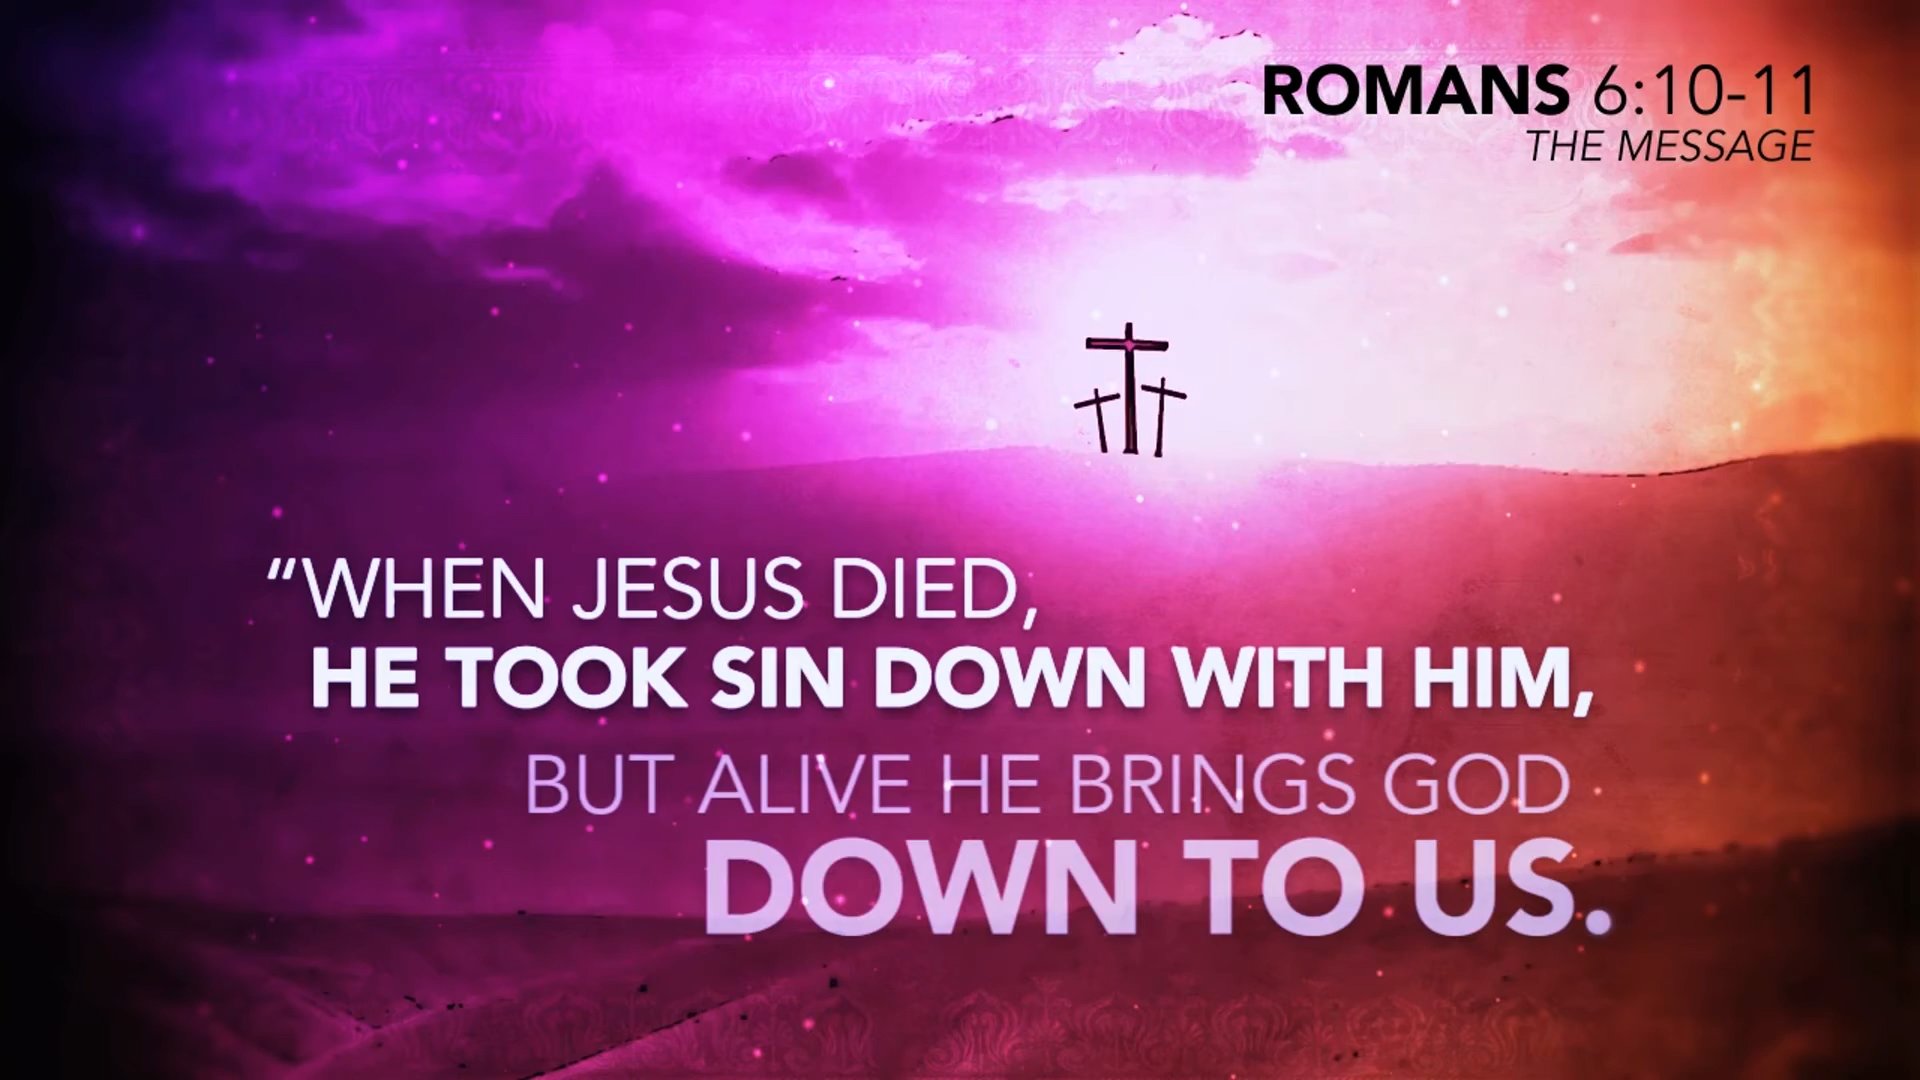 ROMANS 6:10-11
THE MESSAGE
“WHEN JESUS DIED,
HE TOOK SIN DOWN WITH HIM,
BUT ALIVE HE BRINGS GOD
DOWN TO US.